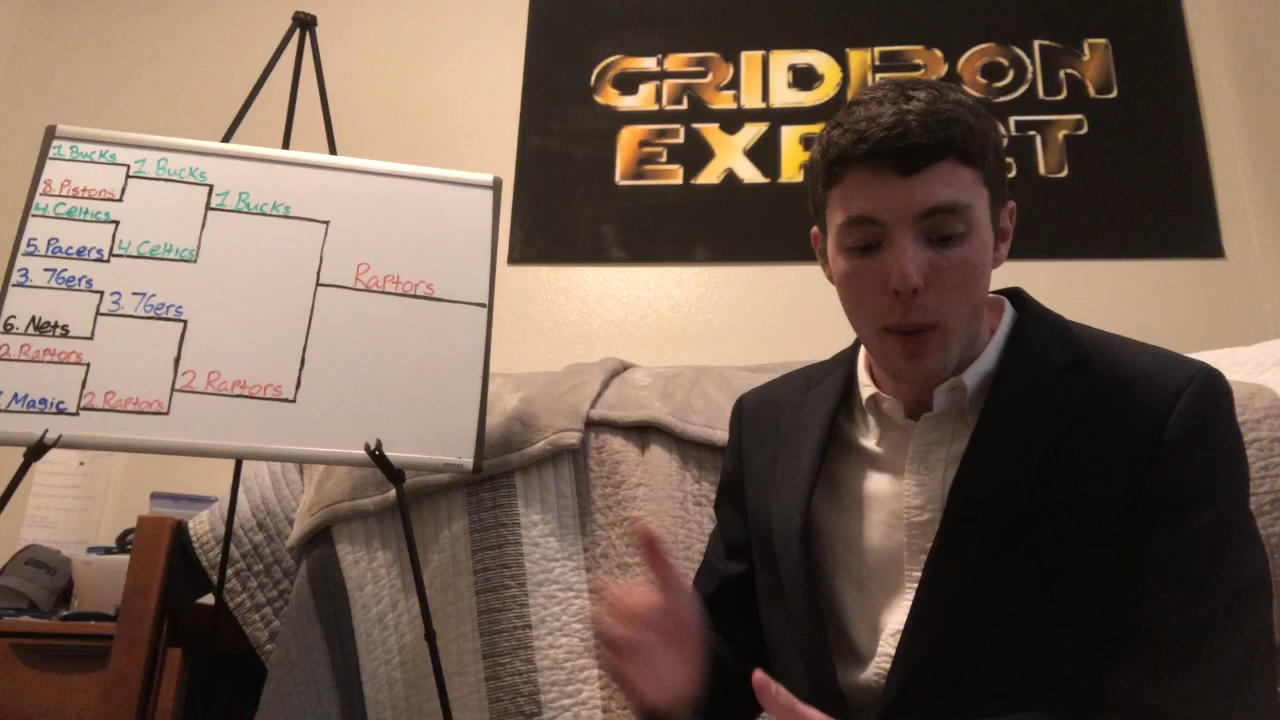 GRIDIRON
EXPERT
1. Bucks
8. Pistons
4. Celtics
5. Pacers
3. 76ers
6. Nets
2. Raptors
Magic
1. Bucks
4. Celtics
3. 76ers
2. Raptors
1. Bucks
2. Raptors
Raptors
ESPN